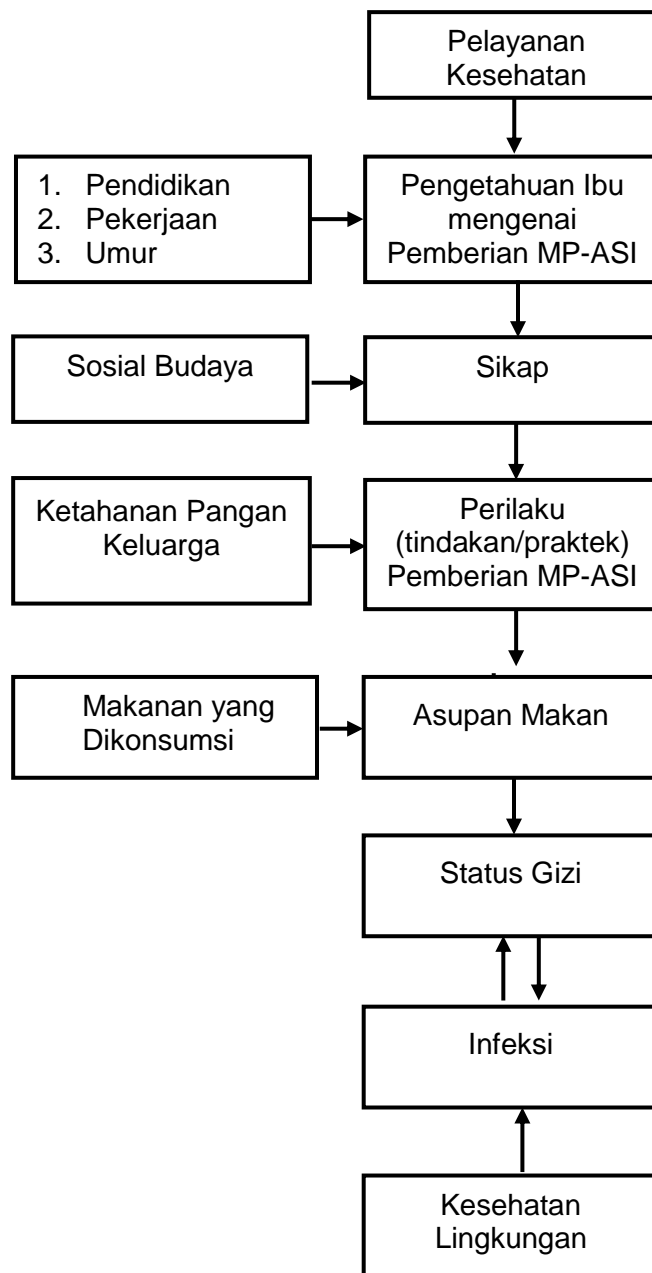 Pelayanan
Kesehatan
1. Pendidikan
2. Pekerjaan
3. Umur
Pengetahuan Ibu
mengenai
Pemberian MP-ASI
Sosial Budaya
Sikap
Ketahanan Pangan
Keluarga
Perilaku
(tindakan/praktek)
Pemberian MP-ASI
Makanan yang
Dikonsumsi
Asupan Makan
Status Gizi
Infeksi
Kesehatan
Lingkungan